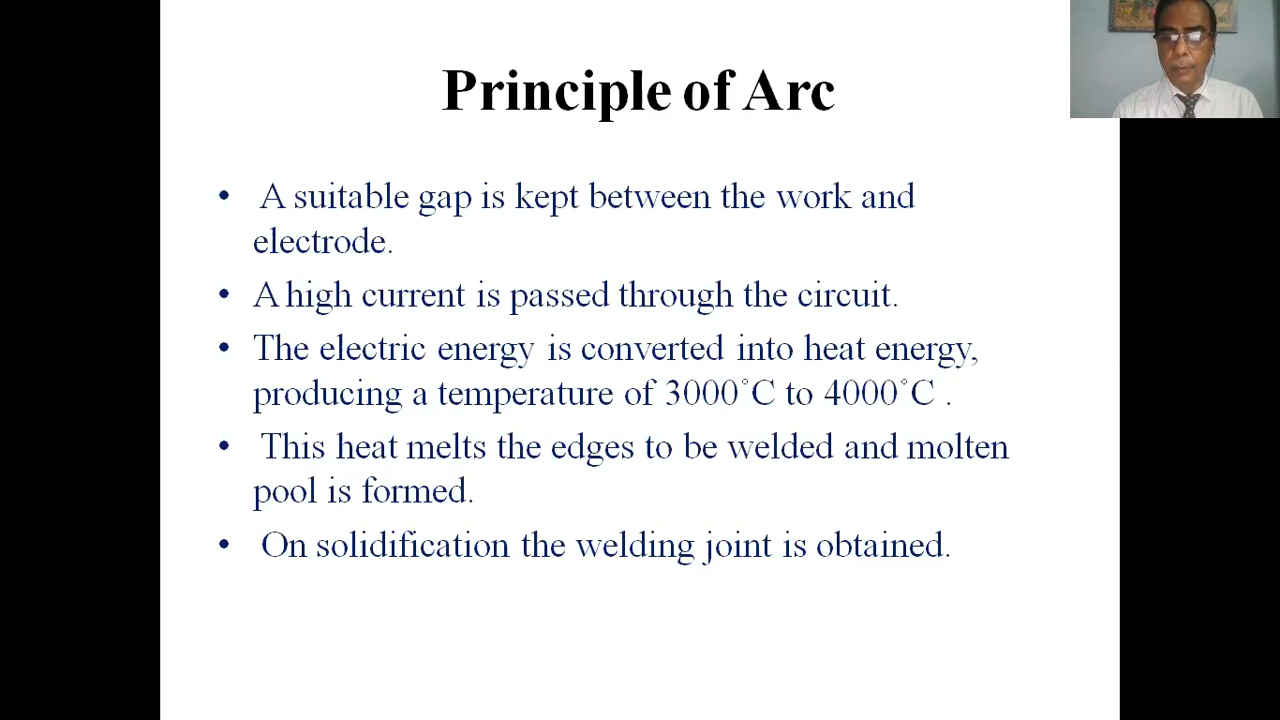 Principle of Arc
• A suitable gap is kept between the work and
electrode.
• A high current is passed through the circuit.
• The electric energy is converted into heat energy,
producing a temperature of 3000˚C to 4000˚C .
• This heat melts the edges to be welded and molten
pool is formed.
• On solidification the welding joint is obtained.